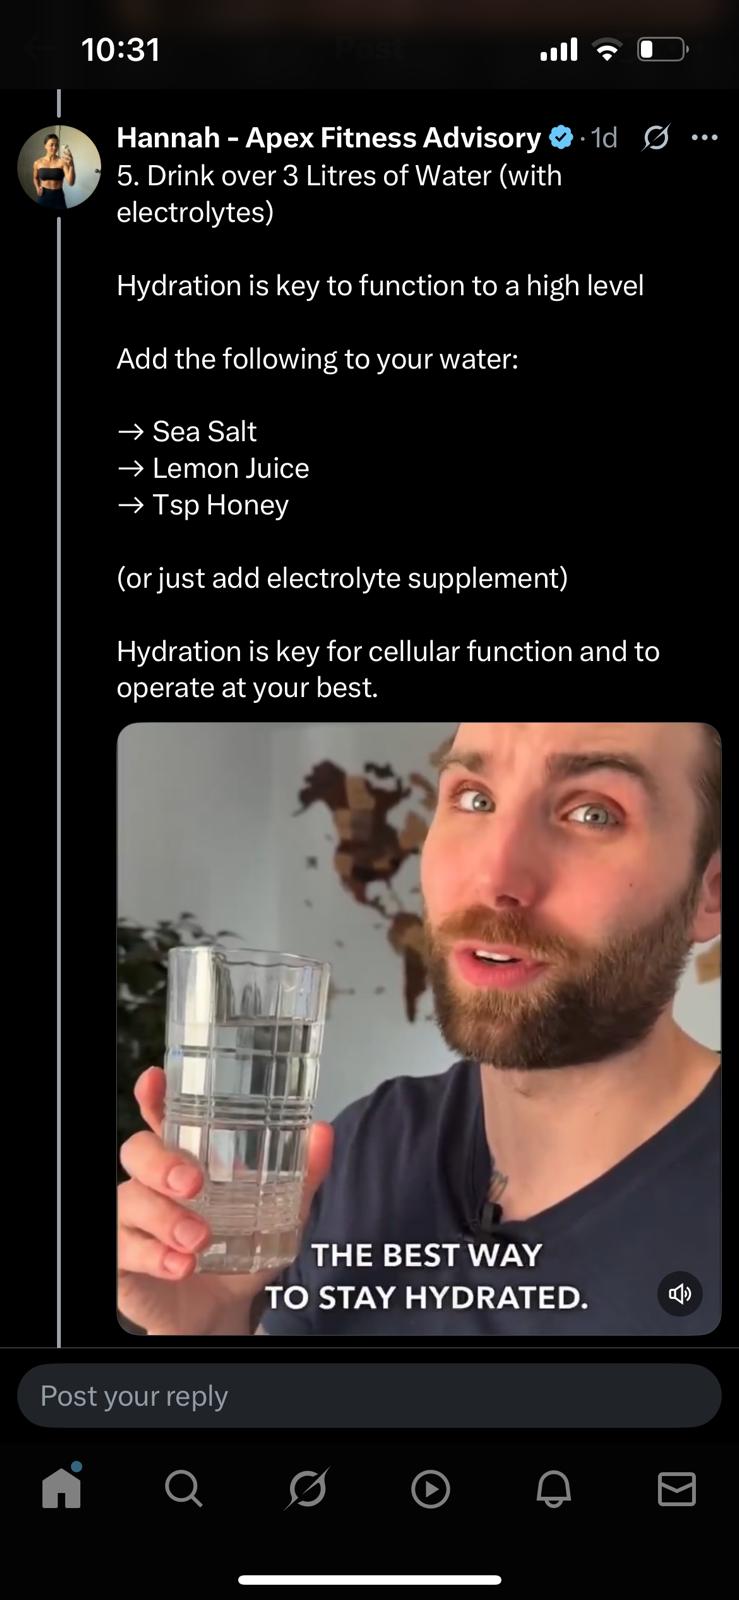 10:31
Post
Hannah - Apex Fitness Advisory · 1d
5. Drink over 3 Litres of Water (with
electrolytes)
Hydration is key to function to a high level
Add the following to your water:
→ Sea Salt
→ Lemon Juice
→ Tsp Honey
(or just add electrolyte supplement)
Hydration is key for cellular function and to
operate at your best.
THE BEST WAY
TO STAY HYDRATED.
Post your reply